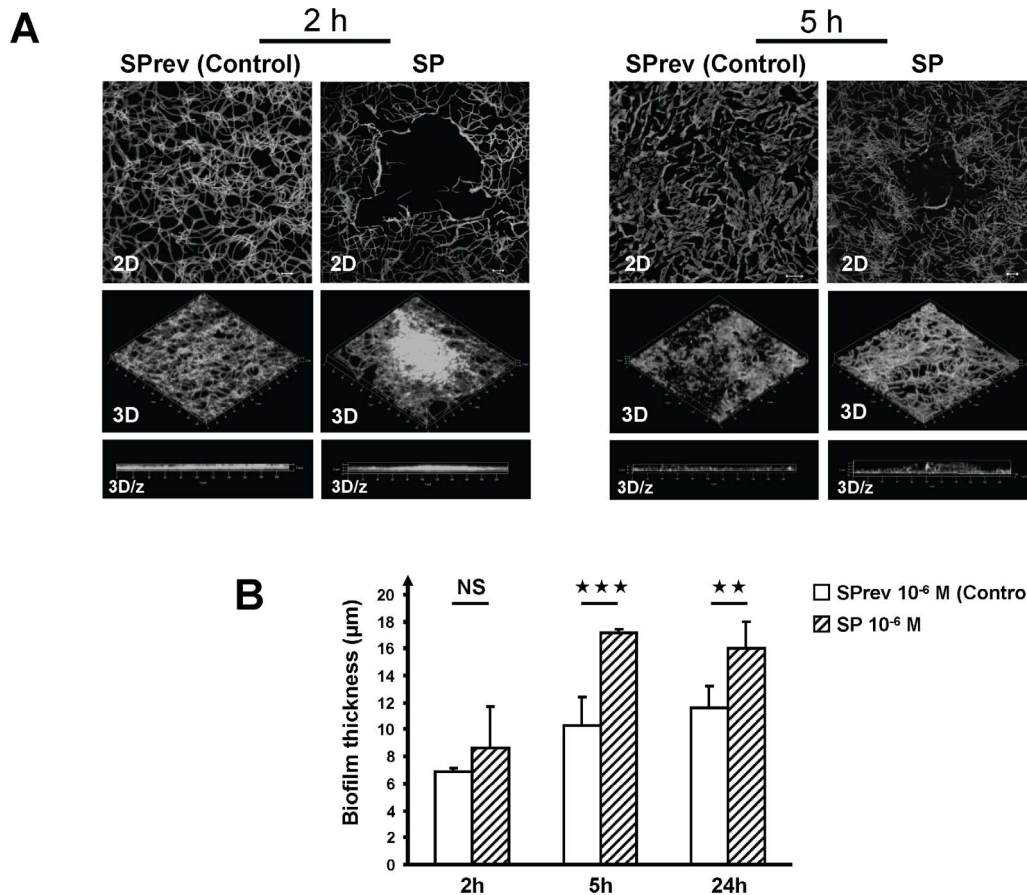 A
2 h
5 h
SPrev (Control)
SP
SPrev (Control)
SP
2D
2D
2D
2D
3D
3D
3D
3D
3D/z
3D/z
3D/z
3D/z
B
NS
★★★
★★
SPrev 10⁻⁶ M (Contro
SP 10⁻⁶ M
Biofilm thickness (µm)
20
18
16
14
12
10
8
6
4
2
0
2h
5h
24h